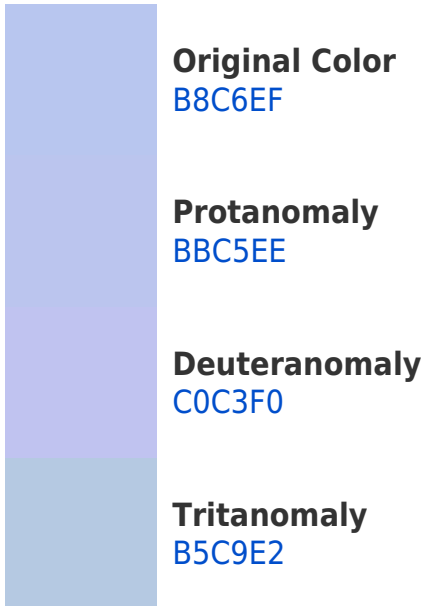 Original Color
B8C6EF
Protanomaly
BBC5EE
Deuteranomaly
C0C3F0
Tritanomaly
B5C9E2